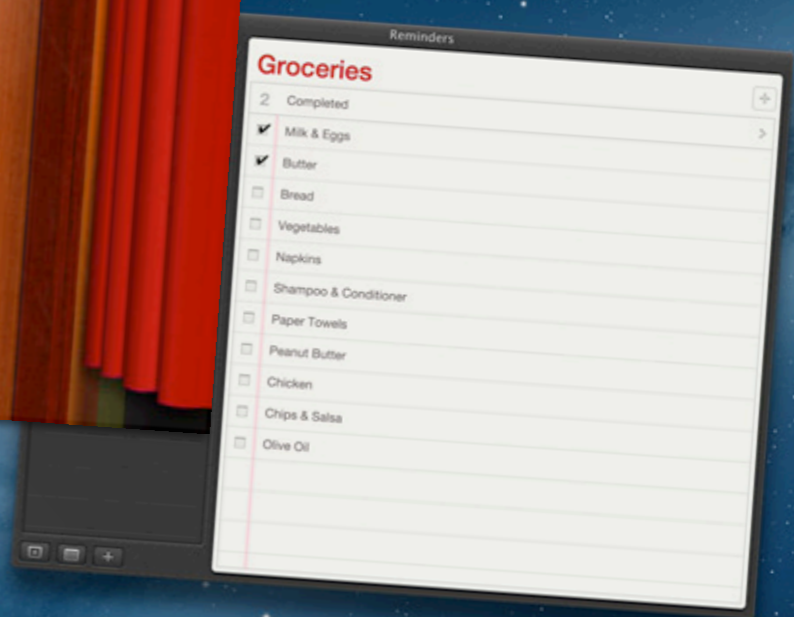 Reminders
Groceries
2 Completed
Milk & Eggs
Butter
Bread
Vegetables
Napkins
Shampoo & Conditioner
Paper Towels
Peanut Butter
Chicken
Chips & Salsa
Olive Oil